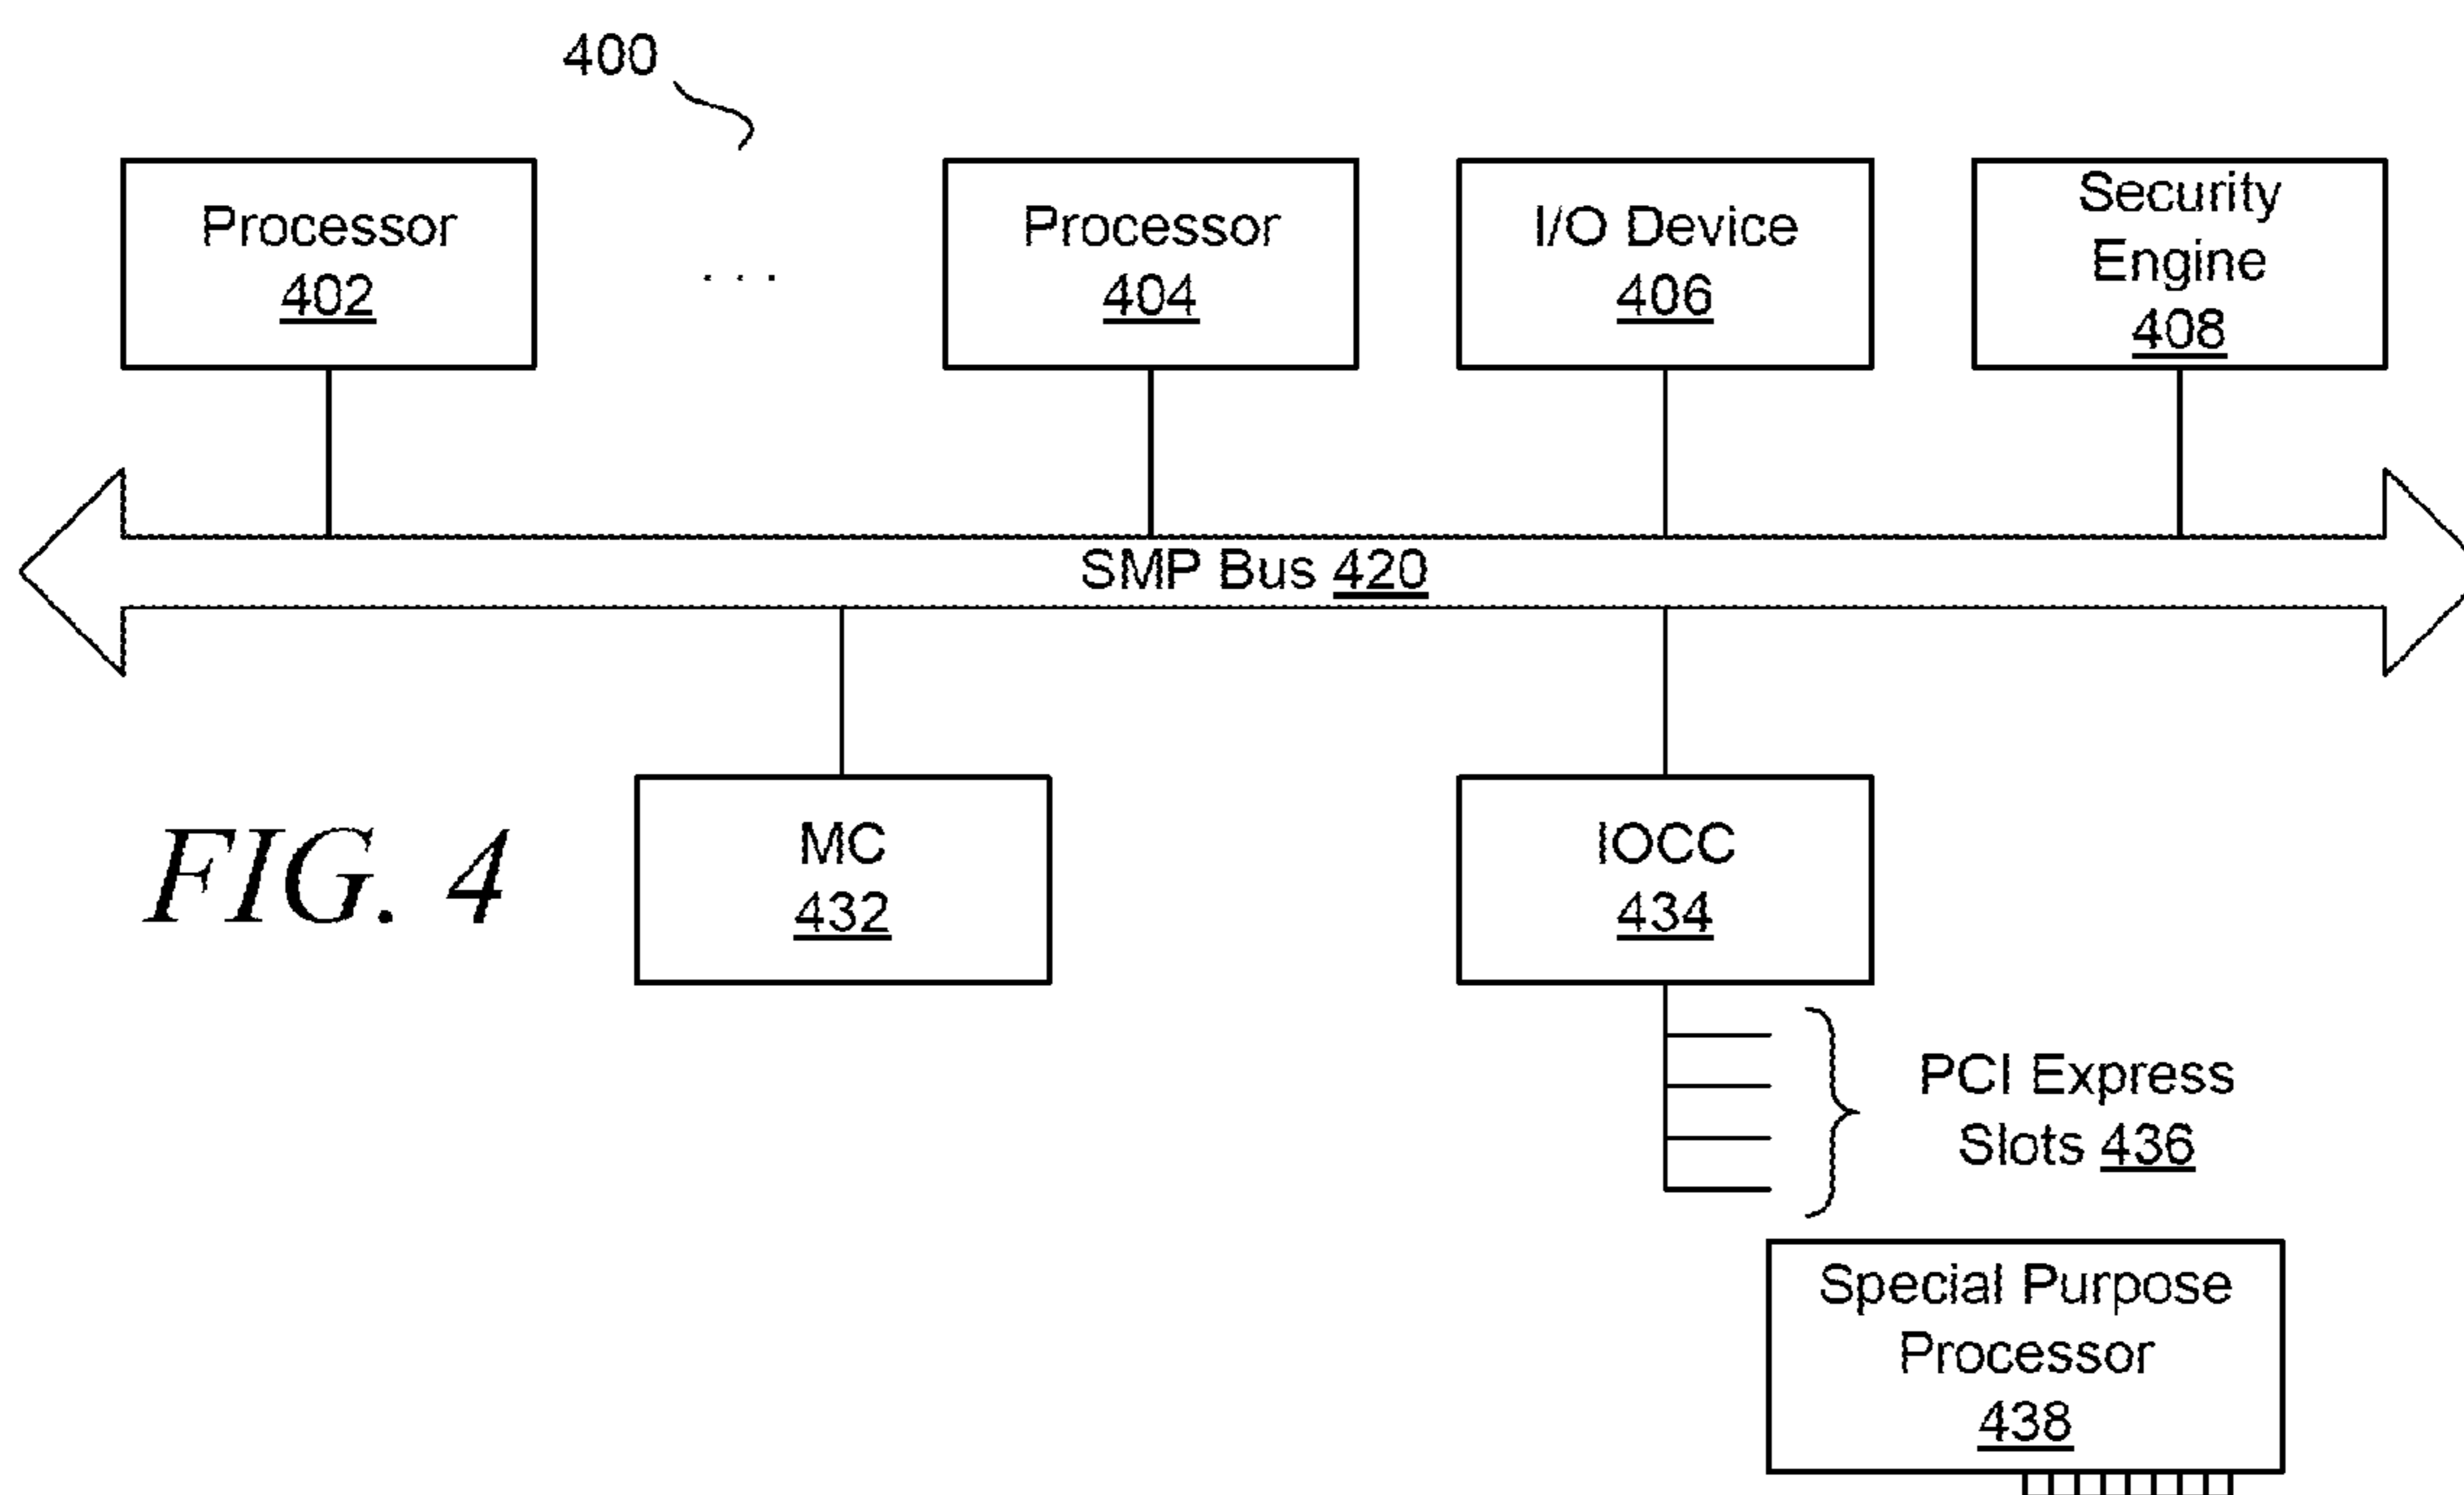 400
Processor
402
. . .
Processor
404
I/O Device
406
Security
Engine
408
SMP Bus 420
FIG. 4
MC
432
IOCC
434
PCI Express
Slots 436
Special Purpose
Processor
438